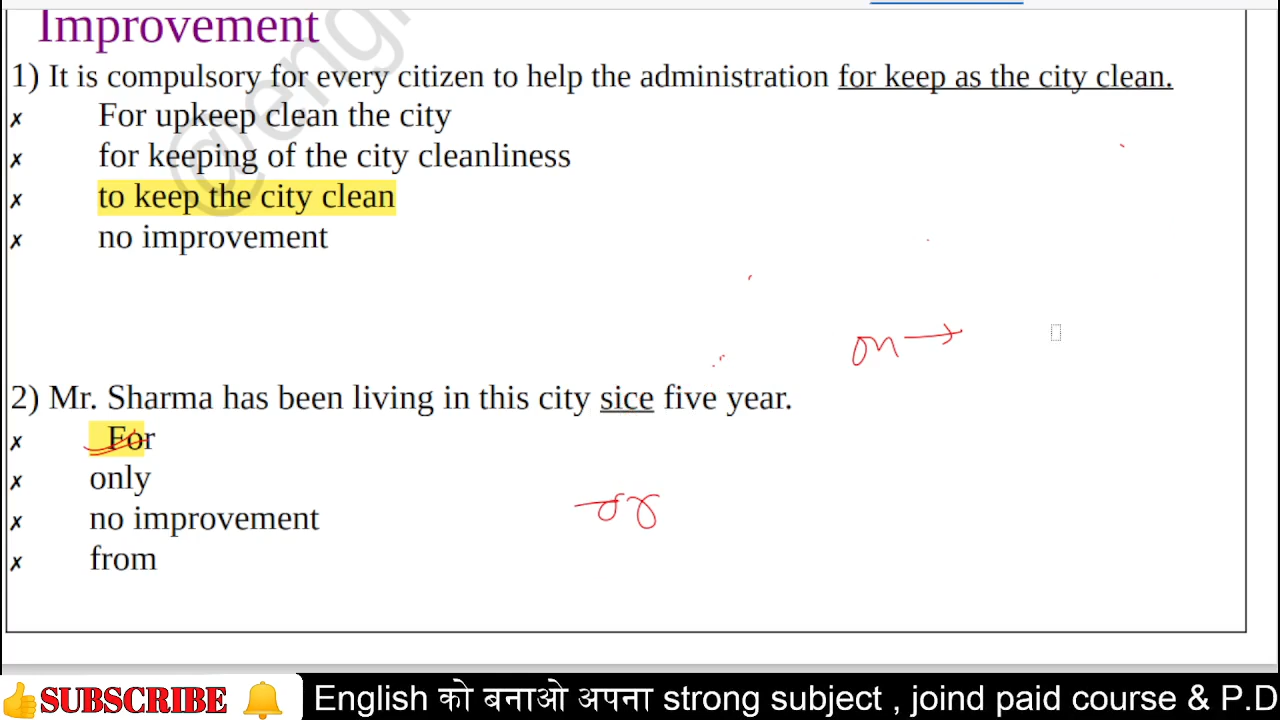 Improvement
1) It is compulsory for every citizen to help the administration for keep as the city clean.
✗ For upkeep clean the city
✗ for keeping of the city cleanliness
✗ to keep the city clean
✗ no improvement
on →
2) Mr. Sharma has been living in this city sice five year.
✗ For
✗ only
✗ no improvement
✗ from
SUBSCRIBE English को बनाओ अपना strong subject , joind paid course & P.D